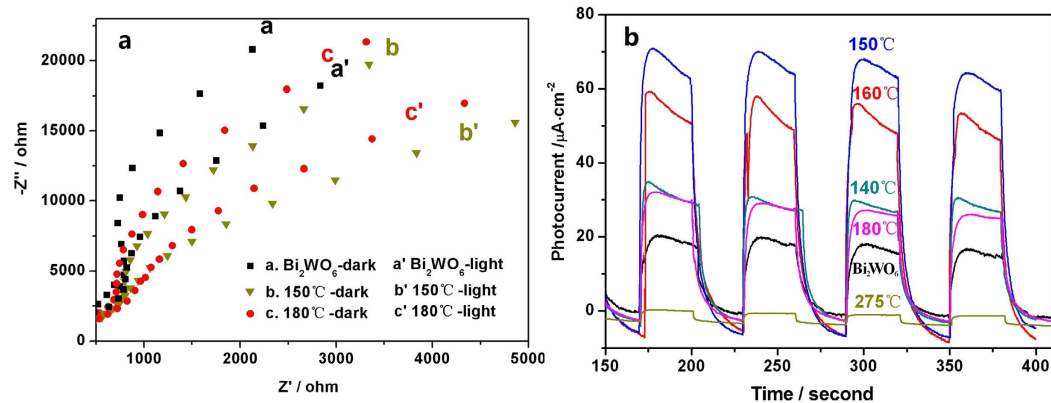 a
a
b
c
a'
c'
b'
20000
15000
10000
5000
0
-Z'' / ohm
a. Bi₂WO₆-dark a' Bi₂WO₆-light
b. 150℃-dark b' 150℃-light
c. 180℃-dark c' 180℃-light
1000 2000 3000 4000 5000
Z' / ohm
b
80
60
40
20
0
Photocurrent /μA·cm⁻²
150℃
160℃
140℃
180℃
Bi₂WO₆
275℃
150 200 250 300 350 400
Time / second